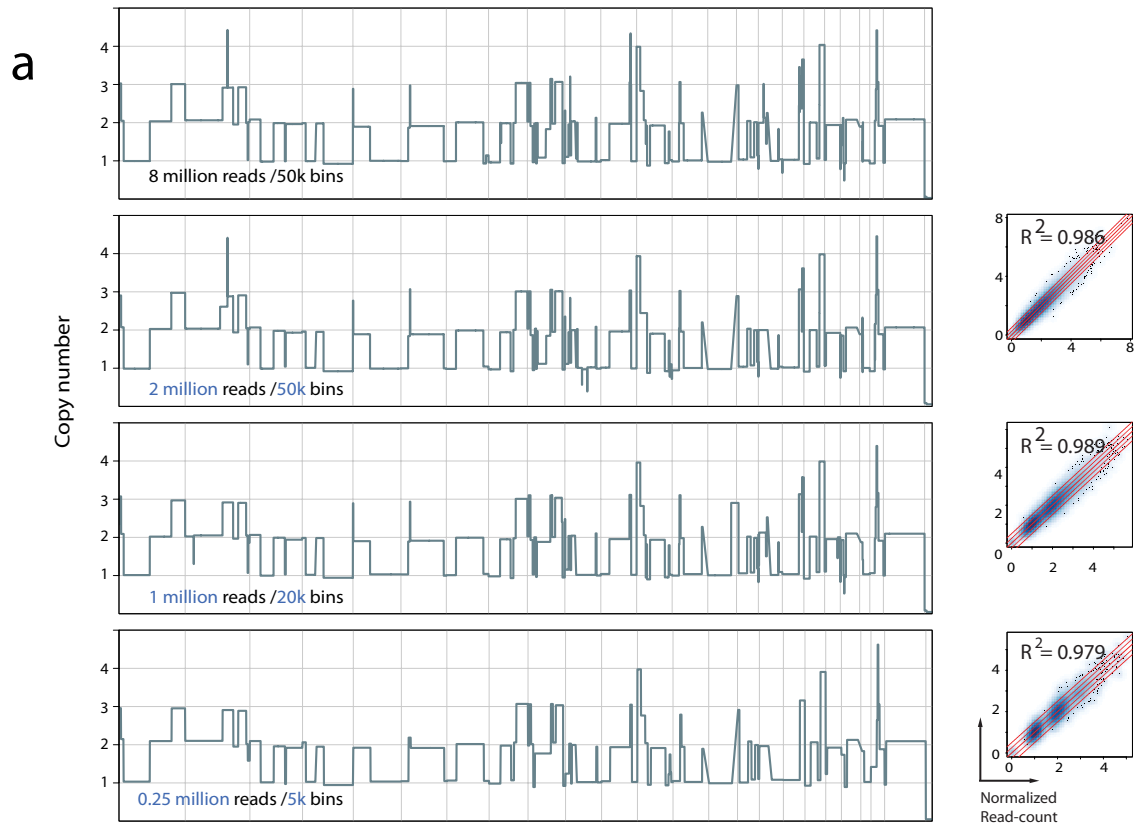 a
Copy number
4
3
2
1
8 million reads /50k bins
4
3
2
1
2 million reads /50k bins
8
4
0
R2= 0.986
0 4 8
4
3
2
1
1 million reads /20k bins
4
2
0
R2= 0.989
0 2 4
4
3
2
1
0.25 million reads /5k bins
4
2
0
R2= 0.979
0 2 4
Normalized
Read-count